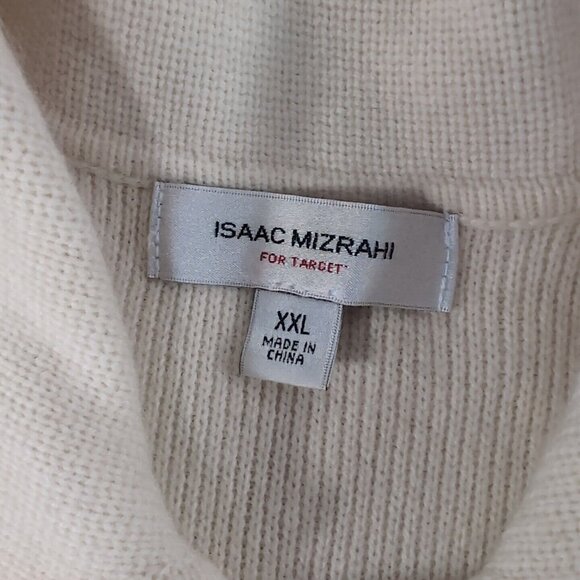 ISAAC MIZRAHI
FOR TARGET
XXL
MADE IN
CHINA